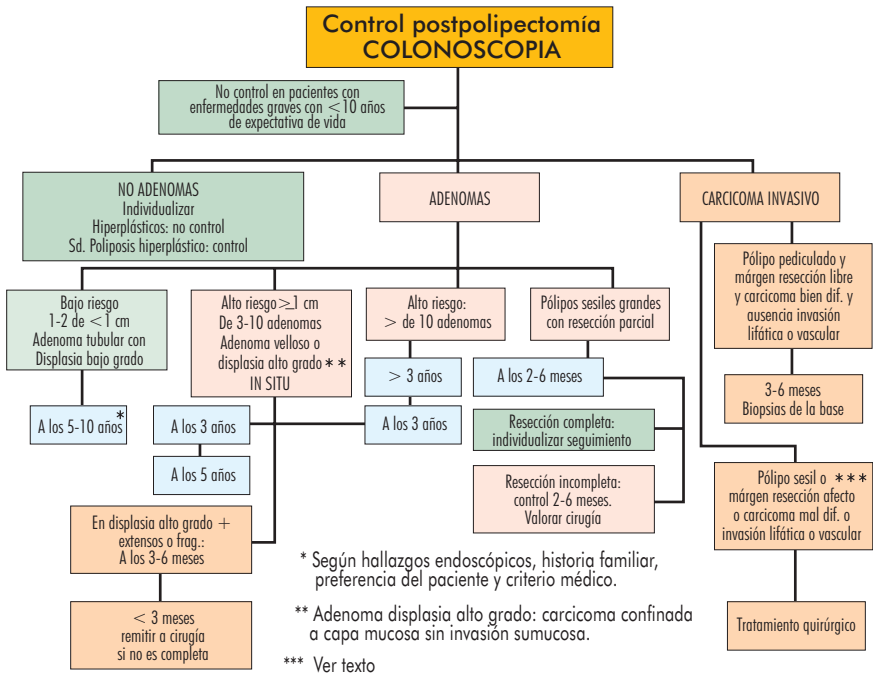 Control postpolipectomía
COLONOSCOPIA
No control en pacientes con
enfermedades graves con <10 años
de expectativa de vida
NO ADENOMAS
Individualizar
Hiperplásticos: no control
Sd. Poliposis hiperplástico: control
ADENOMAS
CARCICOMA INVASIVO
Bajo riesgo
1-2 de <1 cm
Adenoma tubular con
Displasia bajo grado
Alto riesgo ≥1 cm
De 3-10 adenomas
Adenoma velloso o
displasia alto grado **
IN SITU
Alto riesgo:
> de 10 adenomas
Pólipos sesiles grandes
con resección parcial
Pólipo pediculado y
márgen resección libre
y carcicoma bien dif. y
ausencia invasión
lifática o vascular
> 3 años
A los 2-6 meses
3-6 meses
Biopsias de la base
A los 5-10 años *
A los 3 años
A los 3 años
Resección completa:
individualizar seguimiento
A los 5 años
Resección incompleta:
control 2-6 meses.
Valorar cirugía
Pólipo sesil o ***
márgen resección afecto
o carcicoma mal dif. o
invasión lifática o vascular
En displasia alto grado +
extensos o frag.:
A los 3-6 meses
< 3 meses
remitir a cirugía
si no es completa
Tratamiento quirúrgico
* Según hallazgos endoscópicos, historia familiar,
preferencia del paciente y criterio médico.
** Adenoma displasia alto grado: carcicoma confinada
a capa mucosa sin invasión sumucosa.
*** Ver texto